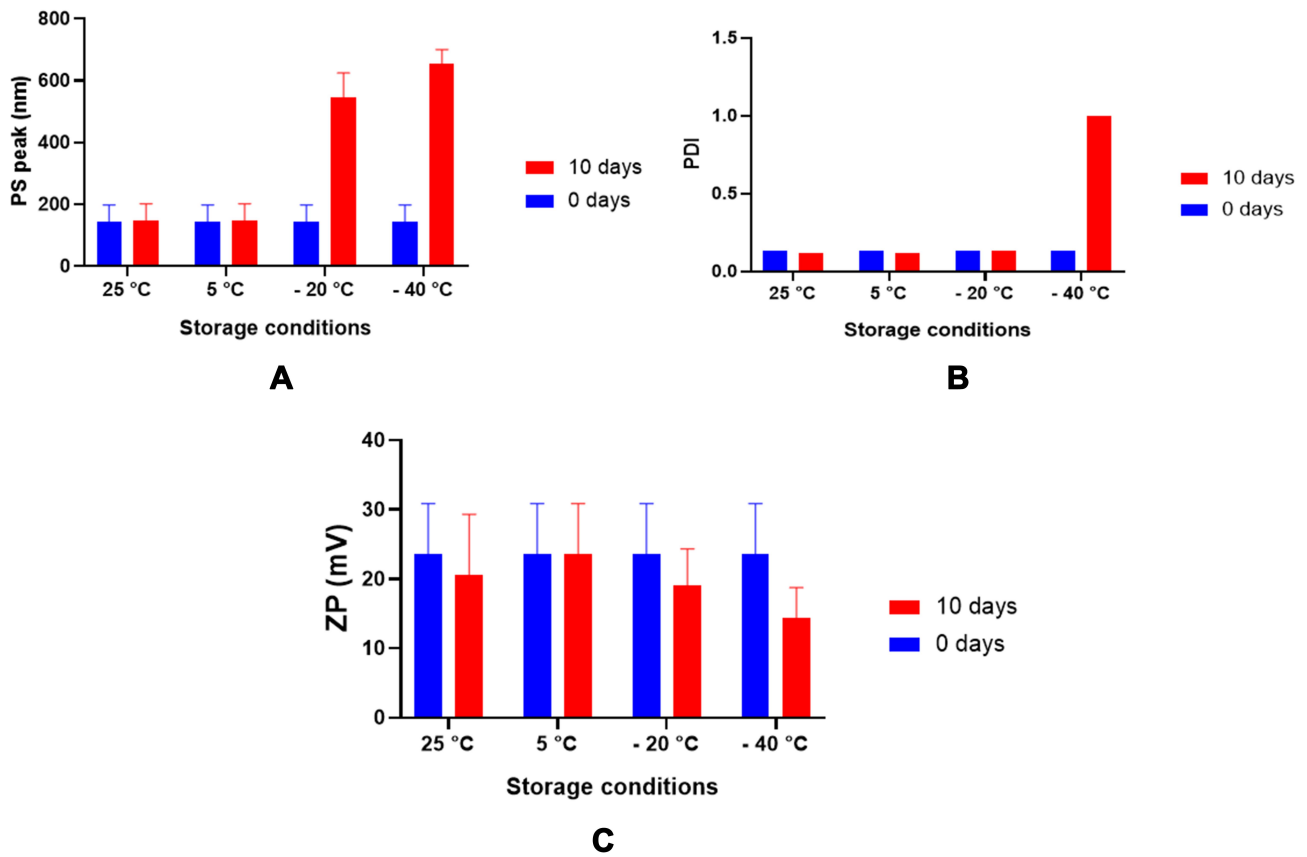 800
600
400
200
0
PS peak (nm)
25 °C 5 °C - 20 °C - 40 °C
Storage conditions
10 days
0 days
A
1.5
1.0
0.5
0.0
PDI
25 °C 5 °C - 20 °C - 40 °C
Storage conditions
10 days
0 days
B
40
30
20
10
0
ZP (mV)
25 °C 5 °C - 20 °C - 40 °C
Storage conditions
10 days
0 days
C